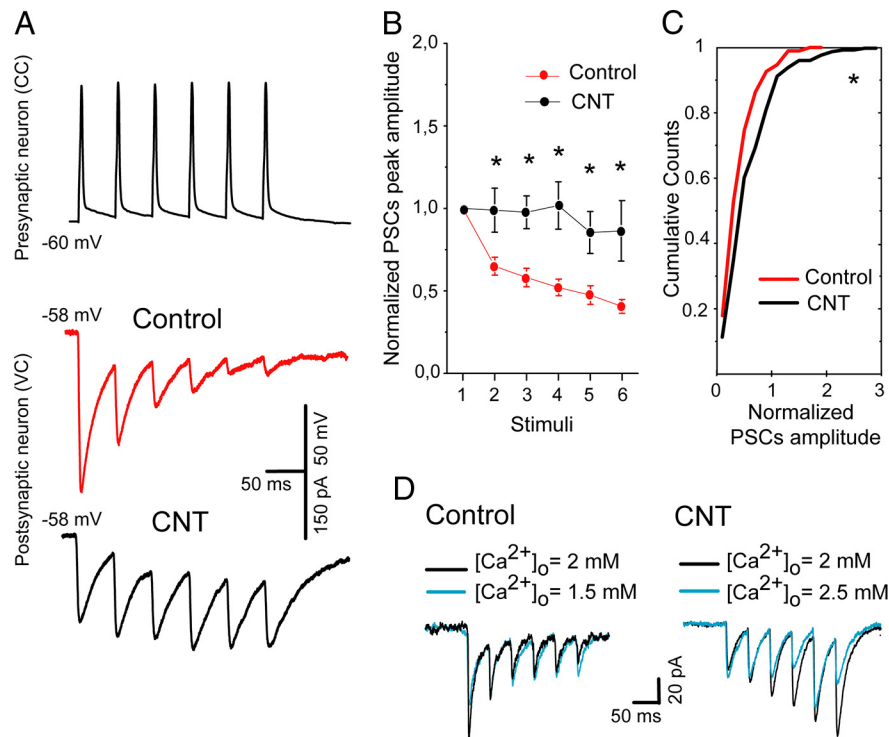 A
Presynaptic neuron (CC)
-60 mV
-58 mV
Control
Postsynaptic neuron (VC)
50 ms
50 mV
150 pA
-58 mV
CNT
B
Normalized PSCs peak amplitude
2,0
1,5
1,0
0,5
0,0
Control
CNT
* * * * *
1 2 3 4 5 6
Stimuli
C
Cumulative Counts
1
0.8
0.6
0.4
0.2
*
Control
CNT
0 1 2 3
Normalized
PSCs amplitude
D
Control
[Ca2+]o= 2 mM
[Ca2+]o= 1.5 mM
CNT
[Ca2+]o= 2 mM
[Ca2+]o= 2.5 mM
50 ms
20 pA